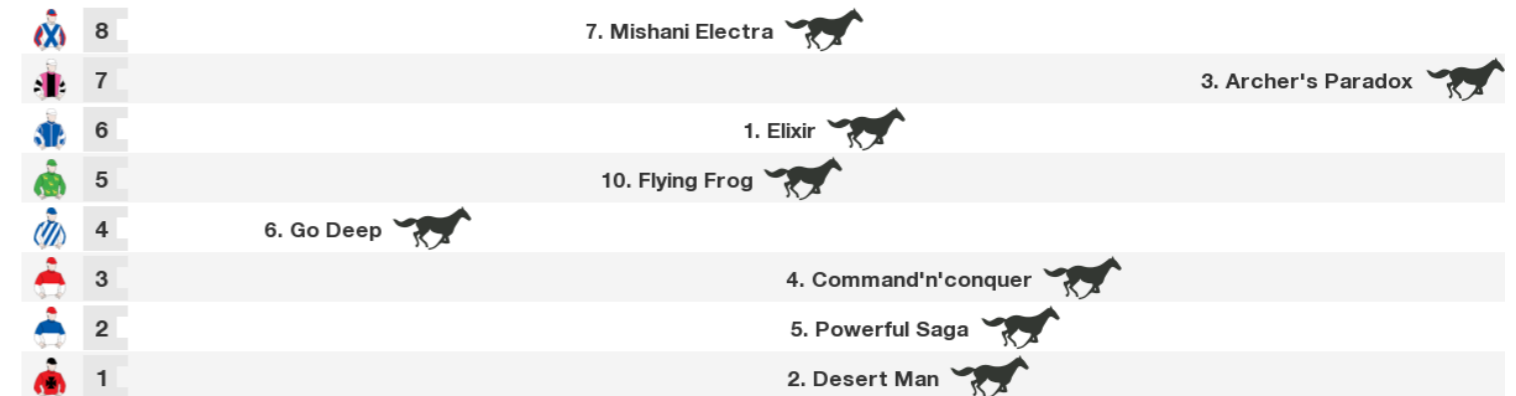 8 7. Mishani Electra
7 3. Archer's Paradox
6 1. Elixir
5 10. Flying Frog
4 6. Go Deep
3 4. Command'n'conquer
2 5. Powerful Saga
1 2. Desert Man